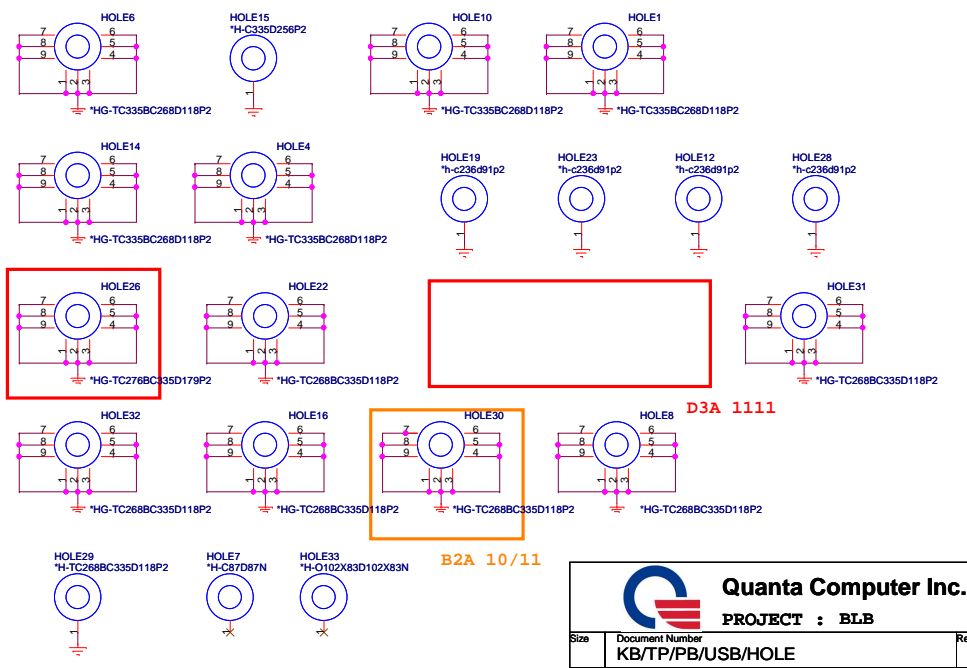 HOLE6 HOLE15 HOLE10 HOLE1
*H-C335D256P2
7 6 7 6 7 6
8 5 8 5 8 5
9 4 9 4 9 4
1 2 3 1 1 2 3 1 2 3
*HG-TC335BC268D118P2 *HG-TC335BC268D118P2 *HG-TC335BC268D118P2
HOLE14 HOLE4 HOLE19 HOLE23 HOLE12 HOLE28
*h-c236d91p2 *h-c236d91p2 *h-c236d91p2 *h-c236d91p2
7 6 7 6
8 5 8 5
9 4 9 4
1 2 3 1 2 3 1 1 1 1
*HG-TC335BC268D118P2 *HG-TC335BC268D118P2
HOLE26 HOLE22 HOLE31
7 6 7 6 7 6
8 5 8 5 8 5
9 4 9 4 9 4
1 2 3 1 2 3 1 2 3
*HG-TC276BC335D179P2 *HG-TC268BC335D118P2 *HG-TC268BC335D118P2
D3A 1111
HOLE32 HOLE16 HOLE30 HOLE8
7 6 7 6 7 6 7 6
8 5 8 5 8 5 8 5
9 4 9 4 9 4 9 4
1 2 3 1 2 3 1 2 3 1 2 3
*HG-TC268BC335D118P2 *HG-TC268BC335D118P2 *HG-TC268BC335D118P2 *HG-TC268BC335D118P2
B2A 10/11
HOLE29 HOLE7 HOLE33
*H-TC268BC335D118P2 *H-C87D87N *H-O102X83D102X83N
1 1 1
Quanta Computer Inc.
PROJECT : BLB
Size Document Number Re
KB/TP/PB/USB/HOLE